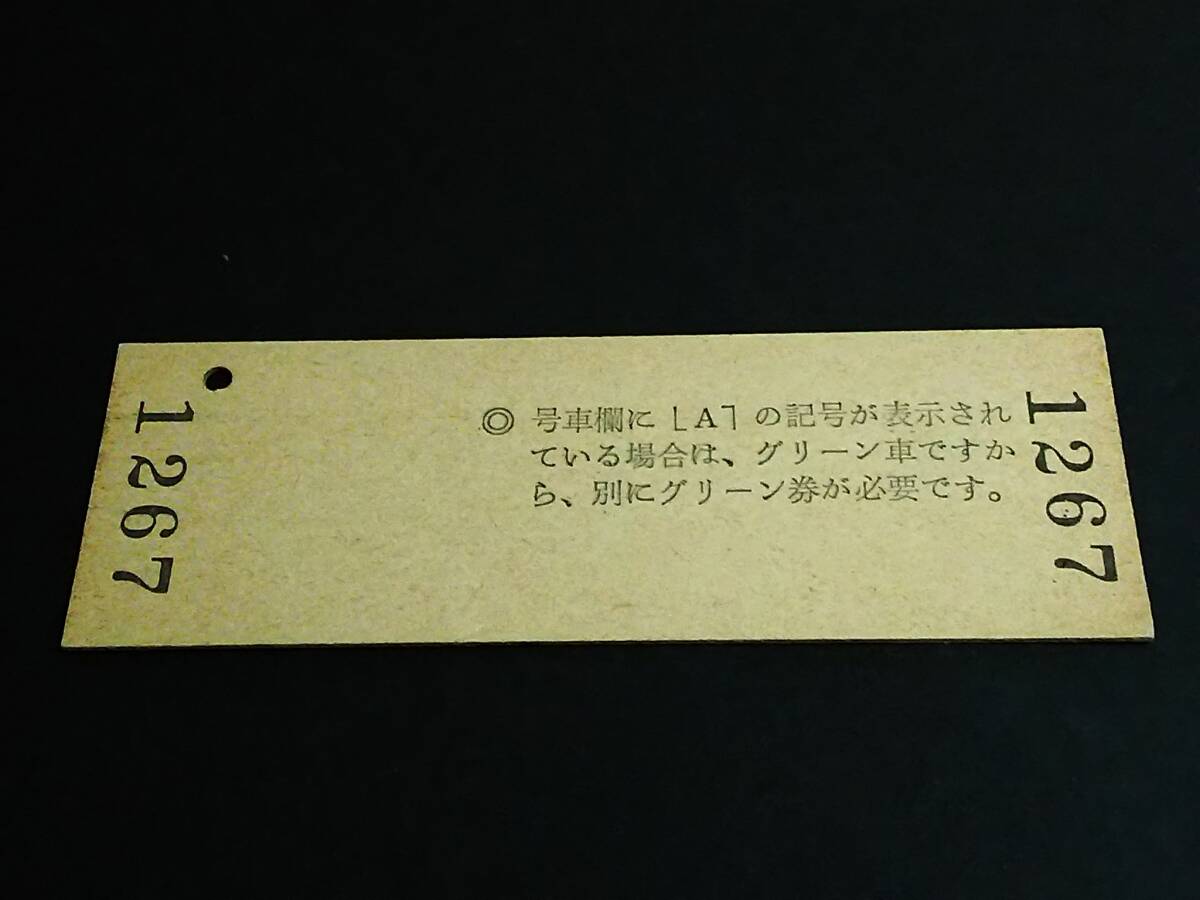 1267
◎ 号車欄に「A」の記号が表示され
ている場合は、グリーン車ですか
ら、別にグリーン券が必要です。
1267